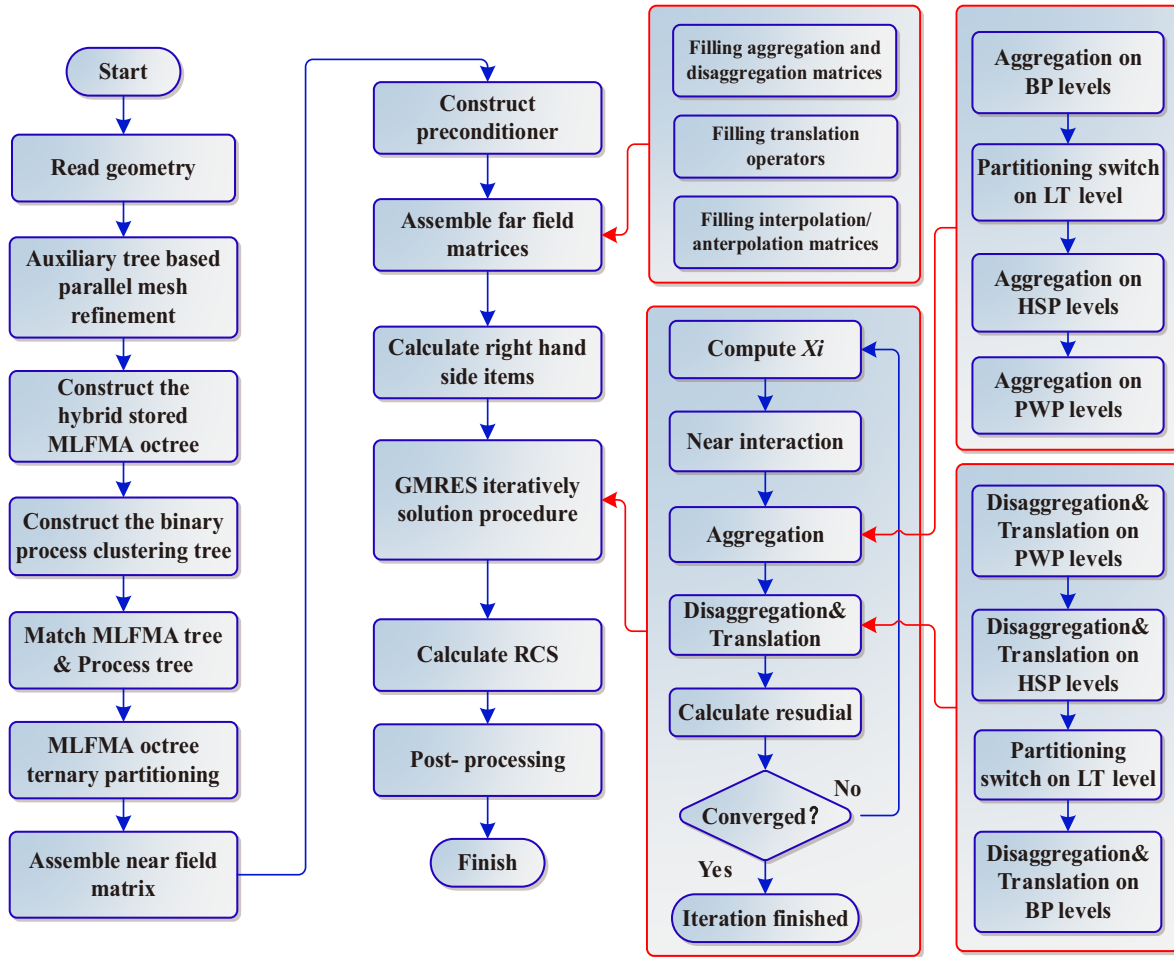 Start
Read geometry
Auxiliary tree based
parallel mesh
refinement
Construct the
hybrid stored
MLFMA octree
Construct the binary
process clustering tree
Match MLFMA tree
& Process tree
MLFMA octree
ternary partitioning
Assemble near field
matrix
Construct
preconditioner
Assemble far field
matrices
Calculate right hand
side items
GMRES iteratively
solution procedure
Calculate RCS
Post- processing
Finish
Filling aggregation and
disaggregation matrices
Filling translation
operators
Filling interpolation/
anterpolation matrices
Compute Xi
Near interaction
Aggregation
Disaggregation&
Translation
Calculate resudial
Converged?
No
Yes
Iteration finished
Aggregation on
BP levels
Partitioning switch
on LT level
Aggregation on
HSP levels
Aggregation on
PWP levels
Disaggregation&
Translation on
PWP levels
Disaggregation&
Translation on
HSP levels
Partitioning
switch on LT level
Disaggregation&
Translation on
BP levels